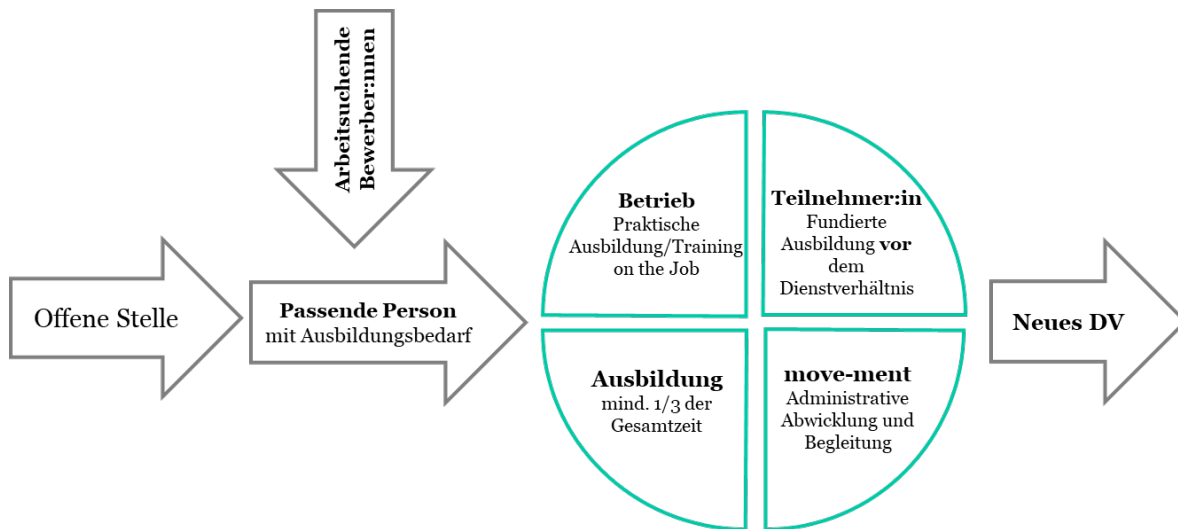 Arbeitsuchende
Bewerber:nnen
Offene Stelle
Passende Person
mit Ausbildungsbedarf
Betrieb
Praktische
Ausbildung/Training
on the Job
Teilnehmer:in
Fundierte
Ausbildung vor
dem
Dienstverhältnis
Ausbildung
mind. 1/3 der
Gesamtzeit
move-ment
Administrative
Abwicklung und
Begleitung
Neues DV